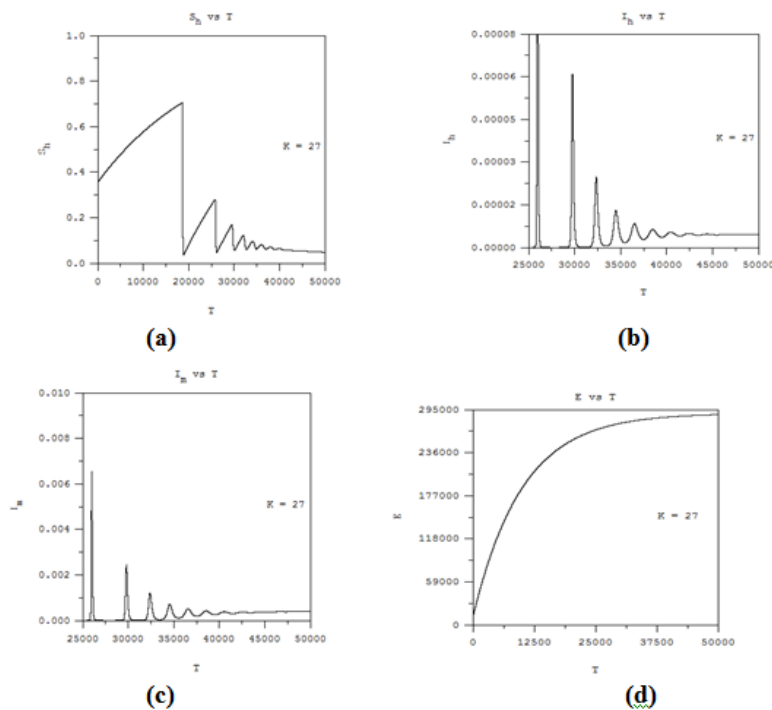 S_h vs T
1.0
0.8
0.6
0.4
0.2
0.0
S_h
K = 27
0 10000 20000 30000 40000 50000
T
(a)
I_h vs T
0.00008
0.00006
0.00005
0.00003
0.00002
0.00000
I_h
K = 27
25000 30000 35000 40000 45000 50000
T
(b)
I_m vs T
0.010
0.008
0.006
0.004
0.002
0.000
I_m
K = 27
25000 30000 35000 40000 45000 50000
T
(c)
E vs T
295000
236000
177000
118000
59000
0
E
K = 27
0 12500 25000 37500 50000
T
(d)